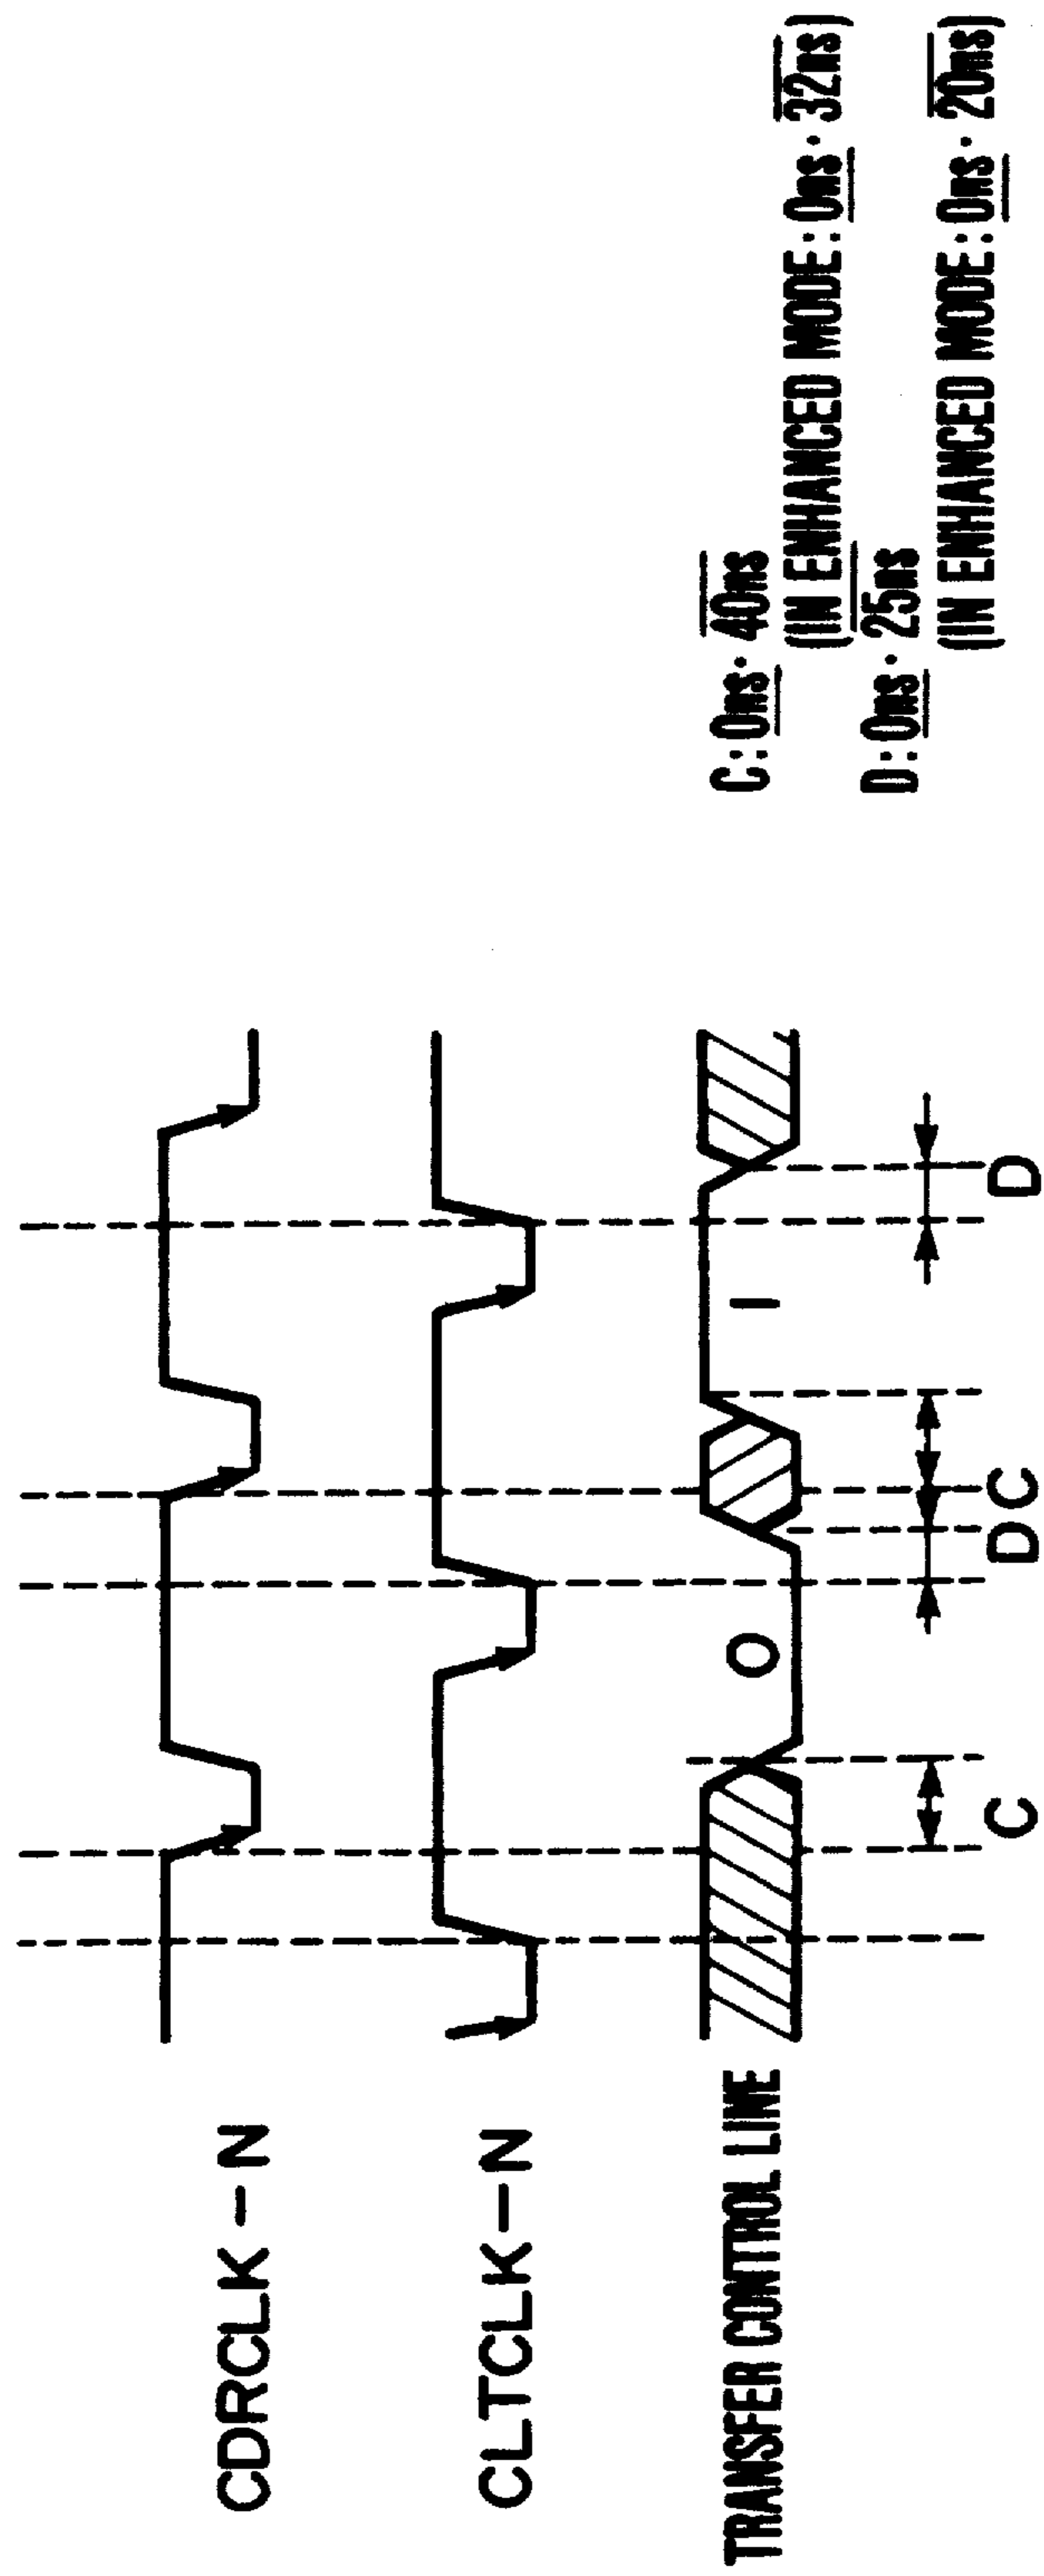 CDRCLK-N
CLTCLK-N
TRANSFER CONTROL LINE
O
I
C
D
C
D
C:0ns·40ns
(IN ENHANCED MODE:0ns·32ns)
D:0ns·25ns
(IN ENHANCED MODE:0ns·20ns)